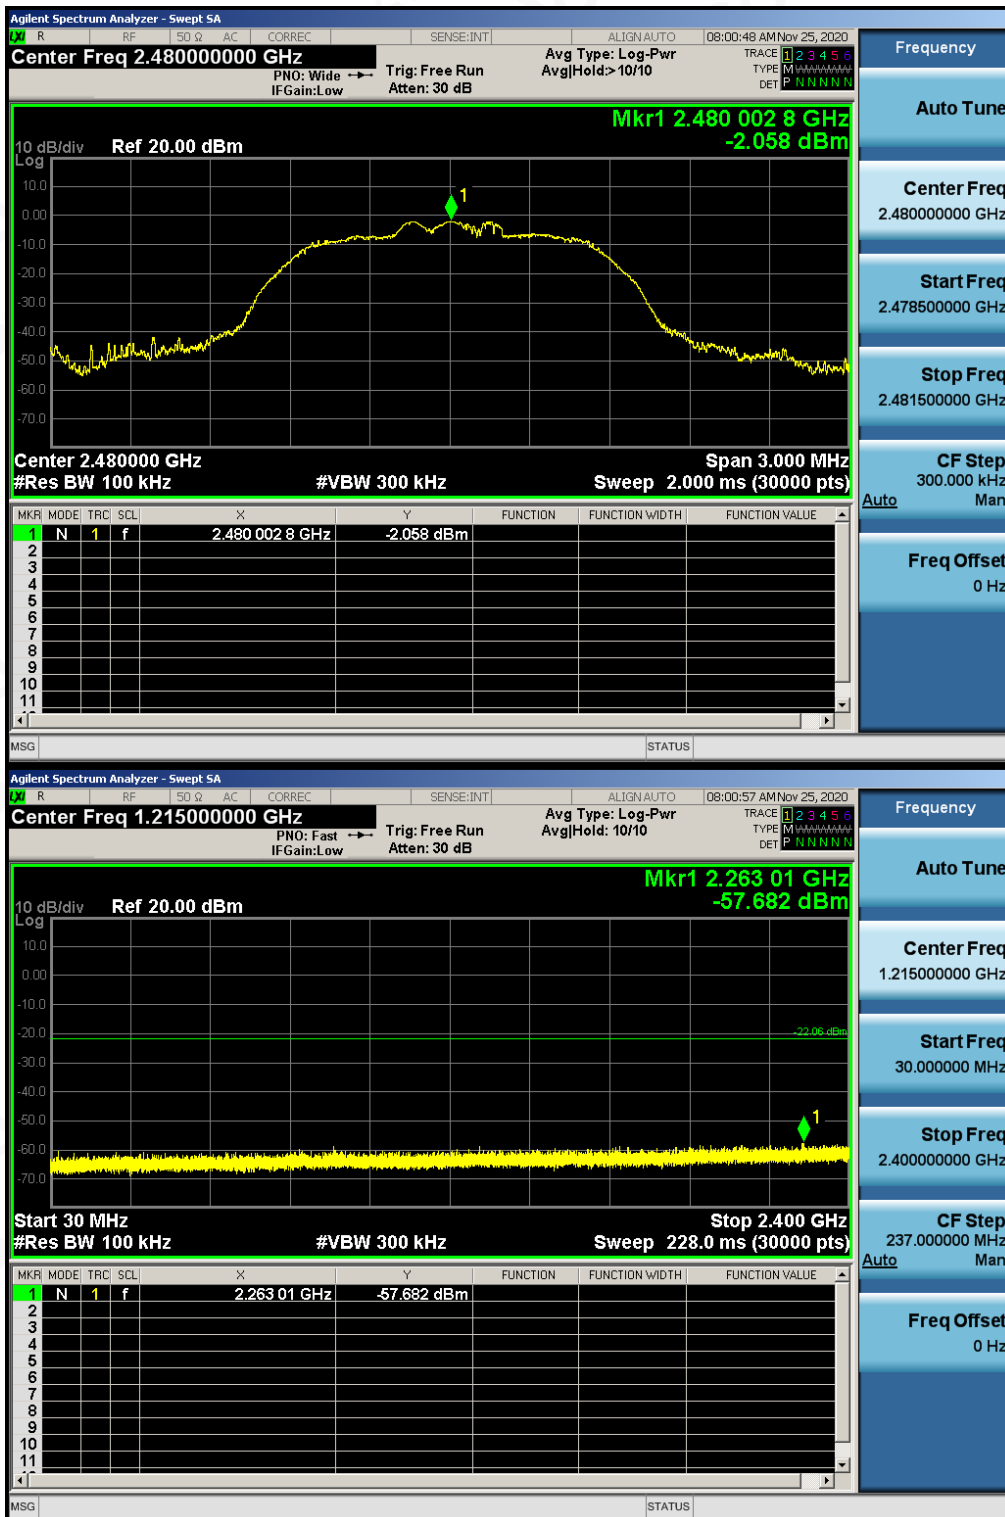 Agilent Spectrum Analyzer - Swept SA
LXI R RF 50 Ω AC CORREC SENSE:INT ALIGN AUTO 08:00:48 AM Nov 25, 2020
Center Freq 2.480000000 GHz
PNO: Wide
IFGain:Low
Trig: Free Run
Atten: 30 dB
Avg Type: Log-Pwr
Avg|Hold:> 10/10
TRACE 1 2 3 4 5 6
TYPE M
DET P N N N N N
Mkr1 2.480 002 8 GHz
-2.058 dBm
10 dB/div Ref 20.00 dBm
Log
10.0
0.00
-10.0
-20.0
-30.0
-40.0
-50.0
-60.0
-70.0
1
Center 2.480000 GHz Span 3.000 MHz
#Res BW 100 kHz #VBW 300 kHz Sweep 2.000 ms (30000 pts)
MKR MODE TRC SCL X Y FUNCTION FUNCTION WIDTH FUNCTION VALUE
1 N 1 f 2.480 002 8 GHz -2.058 dBm
2
3
4
5
6
7
8
9
10
11
MSG STATUS
Frequency
Auto Tune
Center Freq
2.480000000 GHz
Start Freq
2.478500000 GHz
Stop Freq
2.481500000 GHz
CF Step
300.000 kHz
Auto Man
Freq Offset
0 Hz
Agilent Spectrum Analyzer - Swept SA
LXI R RF 50 Ω AC CORREC SENSE:INT ALIGN AUTO 08:00:57 AM Nov 25, 2020
Center Freq 1.215000000 GHz
PNO: Fast
IFGain:Low
Trig: Free Run
Atten: 30 dB
Avg Type: Log-Pwr
Avg|Hold: 10/10
TRACE 1 2 3 4 5 6
TYPE M
DET P N N N N N
Mkr1 2.263 01 GHz
-57.682 dBm
10 dB/div Ref 20.00 dBm
Log
10.0
0.00
-10.0
-20.0
-30.0
-40.0
-50.0
-60.0
-70.0
-22.06 dBm
1
Start 30 MHz Stop 2.400 GHz
#Res BW 100 kHz #VBW 300 kHz Sweep 228.0 ms (30000 pts)
MKR MODE TRC SCL X Y FUNCTION FUNCTION WIDTH FUNCTION VALUE
1 N 1 f 2.263 01 GHz -57.682 dBm
2
3
4
5
6
7
8
9
10
11
MSG STATUS
Frequency
Auto Tune
Center Freq
1.215000000 GHz
Start Freq
30.000000 MHz
Stop Freq
2.400000000 GHz
CF Step
237.000000 MHz
Auto Man
Freq Offset
0 Hz